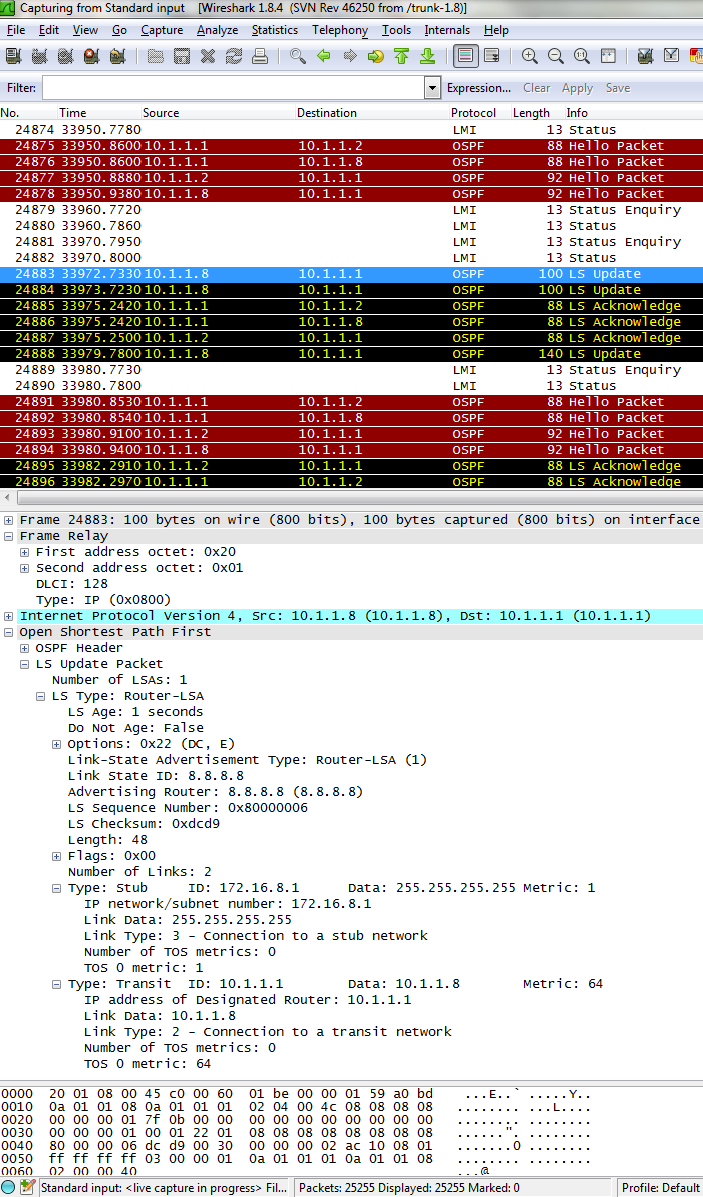 Capturing from Standard input [Wireshark 1.8.4 (SVN Rev 46250 from /trunk-1.8)]
File Edit View Go Capture Analyze Statistics Telephony Tools Internals Help
Filter: Expression... Clear Apply Save
No. Time Source Destination Protocol Length Info
24874 33950.7780 LMI 13 Status
24875 33950.8600 10.1.1.1 10.1.1.2 OSPF 88 Hello Packet
24876 33950.8600 10.1.1.1 10.1.1.8 OSPF 88 Hello Packet
24877 33950.8880 10.1.1.2 10.1.1.1 OSPF 92 Hello Packet
24878 33950.9380 10.1.1.8 10.1.1.1 OSPF 92 Hello Packet
24879 33960.7720 LMI 13 Status Enquiry
24880 33960.7860 LMI 13 Status
24881 33970.7950 LMI 13 Status Enquiry
24882 33970.8000 LMI 13 Status
24883 33972.7330 10.1.1.8 10.1.1.1 OSPF 100 LS Update
24884 33973.7230 10.1.1.8 10.1.1.1 OSPF 100 LS Update
24885 33975.2420 10.1.1.1 10.1.1.2 OSPF 88 LS Acknowledge
24886 33975.2420 10.1.1.1 10.1.1.8 OSPF 88 LS Acknowledge
24887 33975.2500 10.1.1.2 10.1.1.1 OSPF 88 LS Acknowledge
24888 33979.7800 10.1.1.8 10.1.1.1 OSPF 140 LS Update
24889 33980.7730 LMI 13 Status Enquiry
24890 33980.7800 LMI 13 Status
24891 33980.8530 10.1.1.1 10.1.1.2 OSPF 88 Hello Packet
24892 33980.8540 10.1.1.1 10.1.1.8 OSPF 88 Hello Packet
24893 33980.9100 10.1.1.2 10.1.1.1 OSPF 92 Hello Packet
24894 33980.9400 10.1.1.8 10.1.1.1 OSPF 92 Hello Packet
24895 33982.2910 10.1.1.2 10.1.1.1 OSPF 88 LS Acknowledge
24896 33982.2970 10.1.1.1 10.1.1.2 OSPF 88 LS Acknowledge
Frame 24883: 100 bytes on wire (800 bits), 100 bytes captured (800 bits) on interface
Frame Relay
First address octet: 0x20
Second address octet: 0x01
DLCI: 128
Type: IP (0x0800)
Internet Protocol Version 4, Src: 10.1.1.8 (10.1.1.8), Dst: 10.1.1.1 (10.1.1.1)
Open Shortest Path First
OSPF Header
LS Update Packet
Number of LSAs: 1
LS Type: Router-LSA
LS Age: 1 seconds
Do Not Age: False
Options: 0x22 (DC, E)
Link-State Advertisement Type: Router-LSA (1)
Link State ID: 8.8.8.8
Advertising Router: 8.8.8.8 (8.8.8.8)
LS Sequence Number: 0x80000006
LS Checksum: 0xdcd9
Length: 48
Flags: 0x00
Number of Links: 2
Type: Stub ID: 172.16.8.1 Data: 255.255.255.255 Metric: 1
IP network/subnet number: 172.16.8.1
Link Data: 255.255.255.255
Link Type: 3 - Connection to a stub network
Number of TOS metrics: 0
TOS 0 metric: 1
Type: Transit ID: 10.1.1.1 Data: 10.1.1.8 Metric: 64
IP address of Designated Router: 10.1.1.1
Link Data: 10.1.1.8
Link Type: 2 - Connection to a transit network
Number of TOS metrics: 0
TOS 0 metric: 64
0000 20 01 08 00 45 c0 00 60 01 be 00 00 01 59 a0 bd ...E..` .....Y..
0010 0a 01 01 08 0a 01 01 01 02 04 00 4c 08 08 08 08 ........ ...L....
0020 00 00 00 01 7f 0b 00 00 00 00 00 00 00 00 00 00 ........ ........
0030 00 00 00 01 00 01 22 01 08 08 08 08 08 08 08 08 ......". ........
0040 80 00 00 06 dc d9 00 30 00 00 00 02 ac 10 08 01 .......0 ........
0050 ff ff ff ff 03 00 00 01 0a 01 01 01 0a 01 01 08 ........ ........
0060 02 00 00 40 ...@
Standard input: <live capture in progress> Fil... Packets: 25255 Displayed: 25255 Marked: 0 Profile: Default